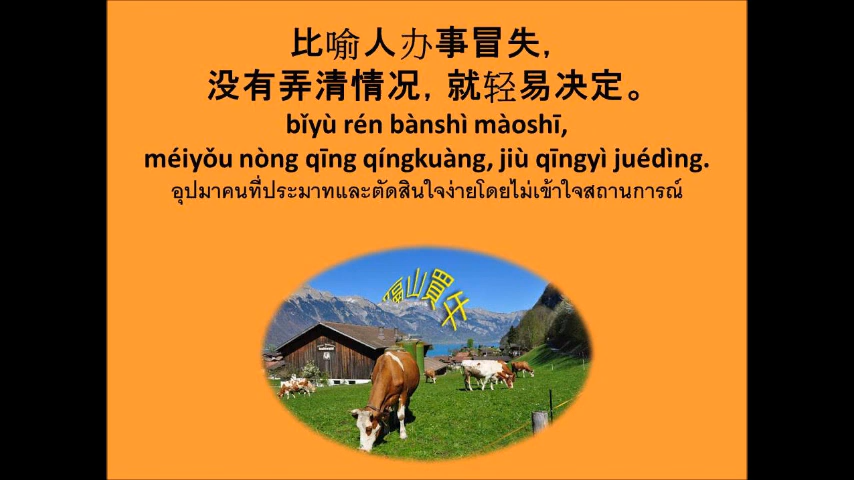 比喻人办事冒失，
没有弄清情况，就轻易决定。
bǐyù rén bànshì màoshī,
méiyǒu nòng qīng qíngkuàng, jiù qīngyì juédìng.
อุปมาคนที่ประมาทและตัดสินใจง่ายโดยไม่เข้าใจสถานการณ์
隔山買牛